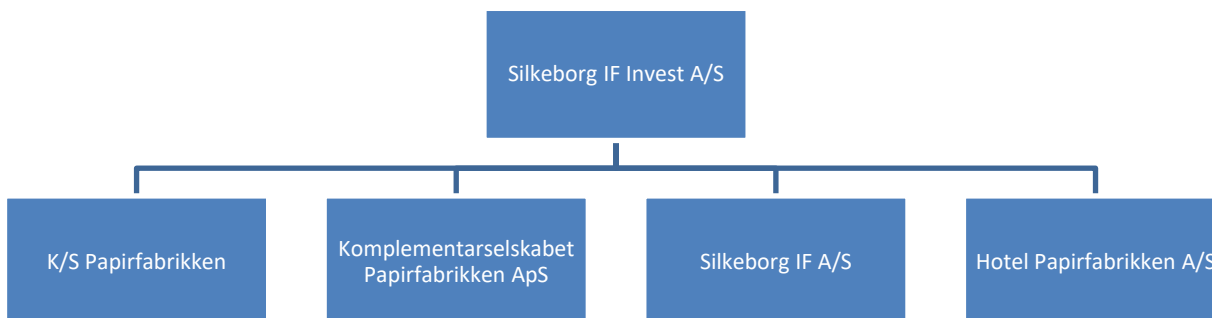 Silkeborg IF Invest A/S
K/S Papirfabrikken
Komplementarselskabet
Papirfabrikken ApS
Silkeborg IF A/S
Hotel Papirfabrikken A/S